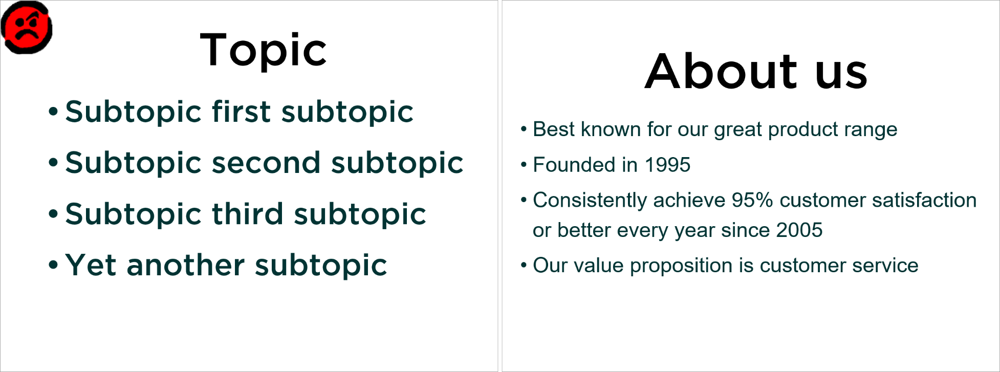 Topic
• Subtopic first subtopic
• Subtopic second subtopic
• Subtopic third subtopic
• Yet another subtopic
About us
• Best known for our great product range
• Founded in 1995
• Consistently achieve 95% customer satisfaction
or better every year since 2005
• Our value proposition is customer service